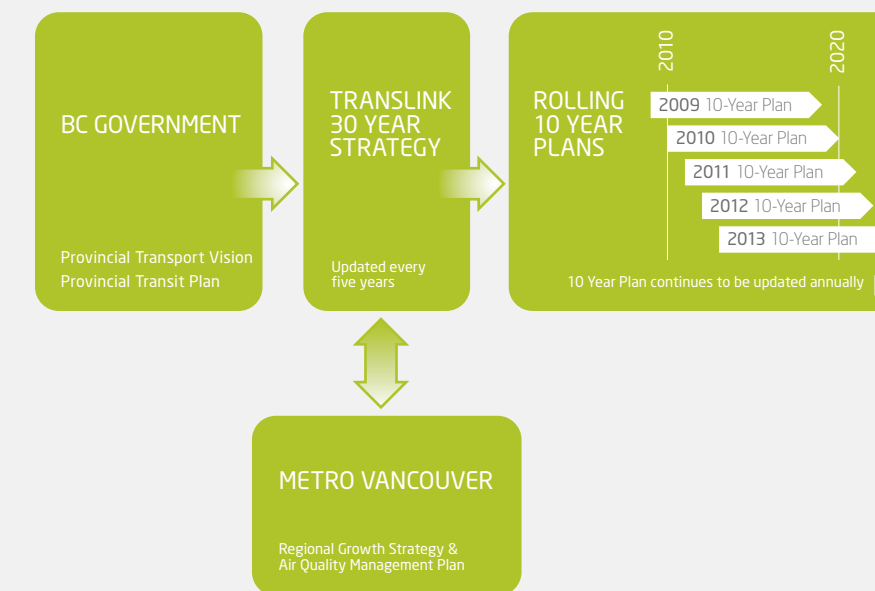 BC GOVERNMENT
Provincial Transport Vision
Provincial Transit Plan
TRANSLINK
30 YEAR
STRATEGY
Updated every
five years
ROLLING
10 YEAR
PLANS
2010
2020
2009 10-Year Plan
2010 10-Year Plan
2011 10-Year Plan
2012 10-Year Plan
2013 10-Year Plan
10 Year Plan continues to be updated annually
METRO VANCOUVER
Regional Growth Strategy &
Air Quality Management Plan